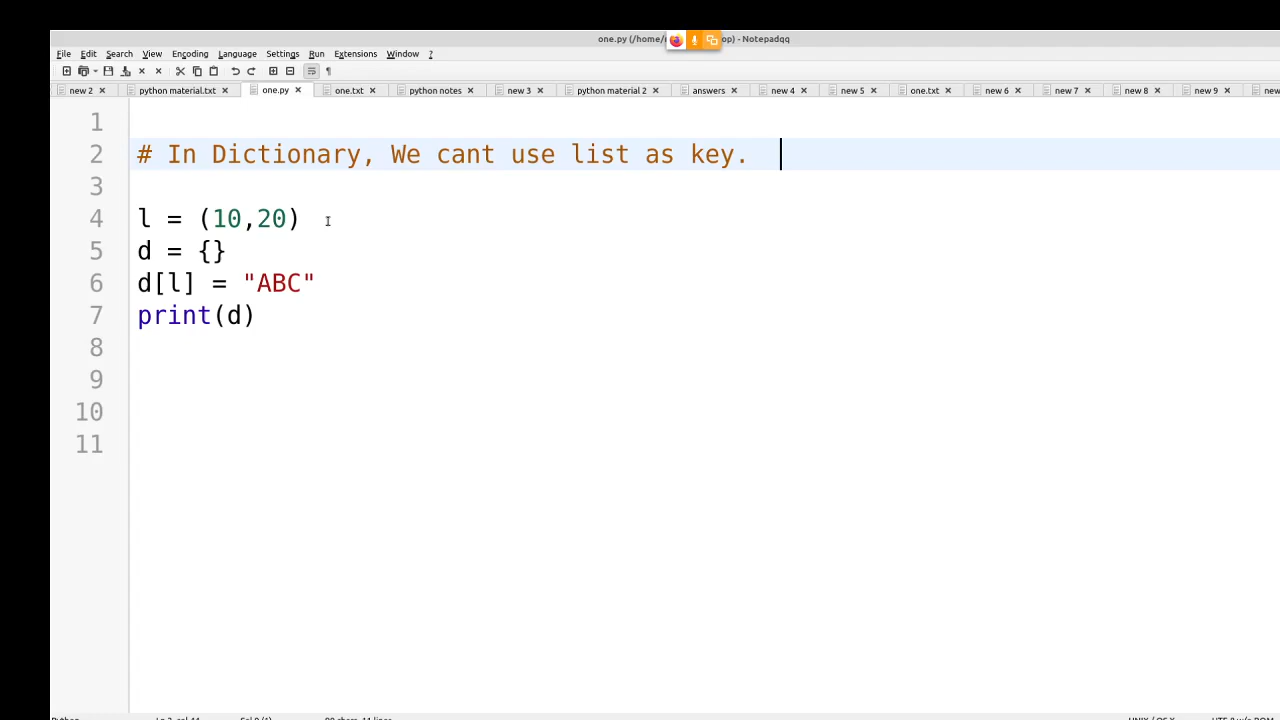 one.py (/home/ op) - Notepadqq
File Edit Search View Encoding Language Settings Run Extensions Window ?
new 2 python material.txt one.py one.txt python notes new 3 python material 2 answers new 4 new 5 one.txt new 6 new 7 new 8 new 9 new
1
2 # In Dictionary, We cant use list as key.
3
4 l = (10,20)
5 d = {}
6 d[l] = "ABC"
7 print(d)
8
9
10
11